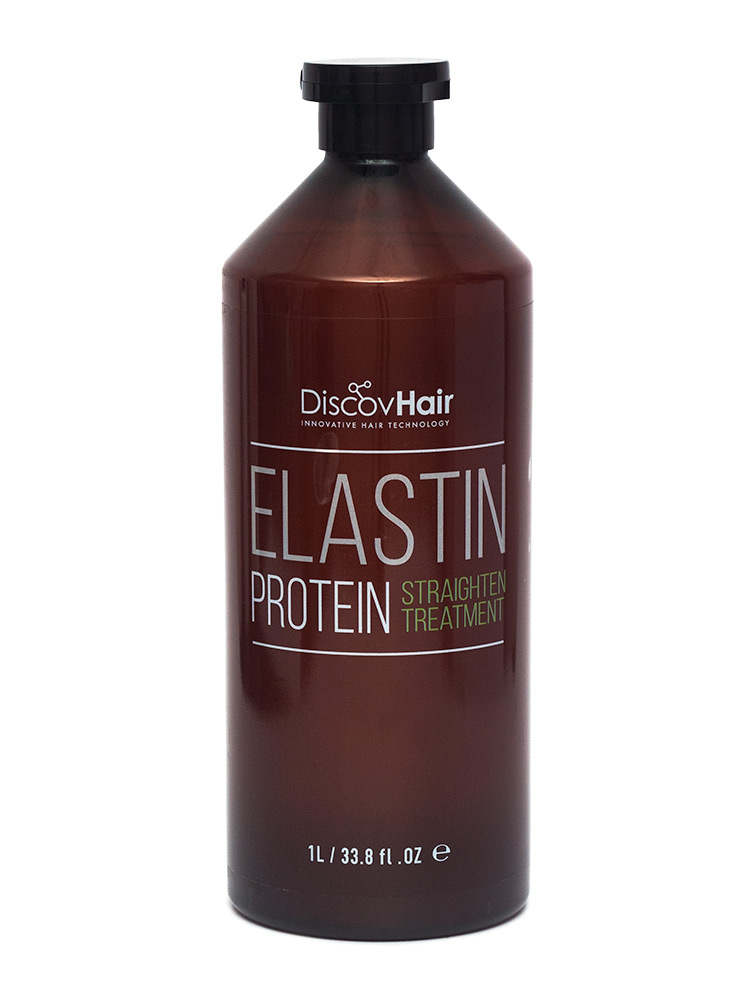 DiscovHair
INNOVATIVE HAIR TECHNOLOGY
ELASTIN
PROTEIN STRAIGHTEN
TREATMENT
1L / 33.8 fl .OZ ℮